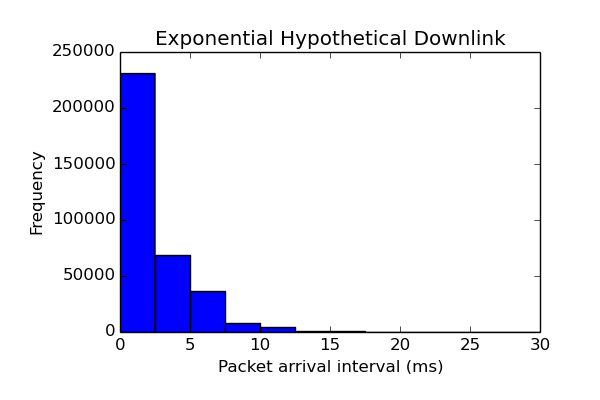 Exponential Hypothetical Downlink
250000
200000
150000
100000
50000
0
Frequency
0 5 10 15 20 25 30
Packet arrival interval (ms)